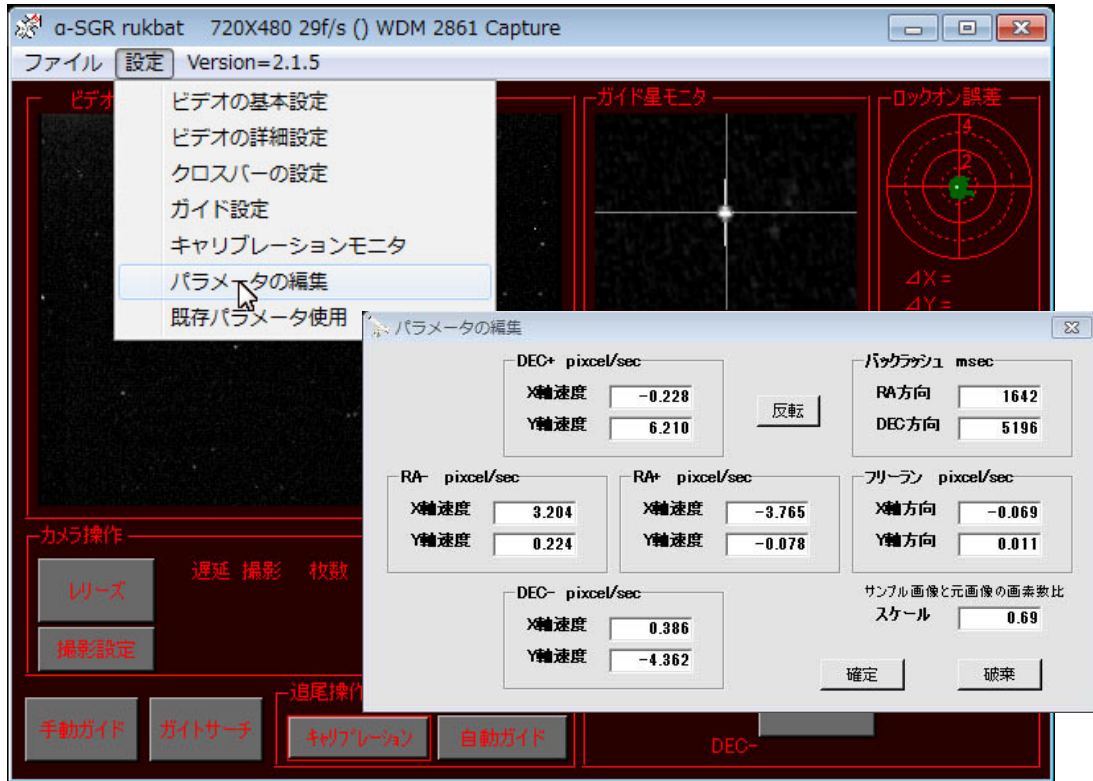 α-SGR rukbat 720X480 29f/s () WDM 2861 Capture
ファイル 設定 Version=2.1.5
ビデオ
ビデオの基本設定
ビデオの詳細設定
クロスバーの設定
ガイド設定
キャリブレーションモニタ
パラメータの編集
既存パラメータ使用
ガイド星モニタ
ロックオン誤差
4
2
⊿X=
⊿Y=
パラメータの編集
DEC+ pixcel/sec
X軸速度 -0.228
Y軸速度 6.210
反転
バックラッシュ msec
RA方向 1642
DEC方向 5196
RA- pixcel/sec
X軸速度 3.204
Y軸速度 0.224
RA+ pixcel/sec
X軸速度 -3.765
Y軸速度 -0.078
フリーラン pixcel/sec
X軸方向 -0.069
Y軸方向 0.011
DEC- pixcel/sec
X軸速度 0.386
Y軸速度 -4.362
サンプル画像と元画像の画素数比
スケール 0.69
確定 破棄
カメラ操作
レリーズ
遅延 撮影 枚数
撮影設定
手動ガイド ガイトサーチ
追尾操作
キャリブレーション 自動ガイド
DEC-